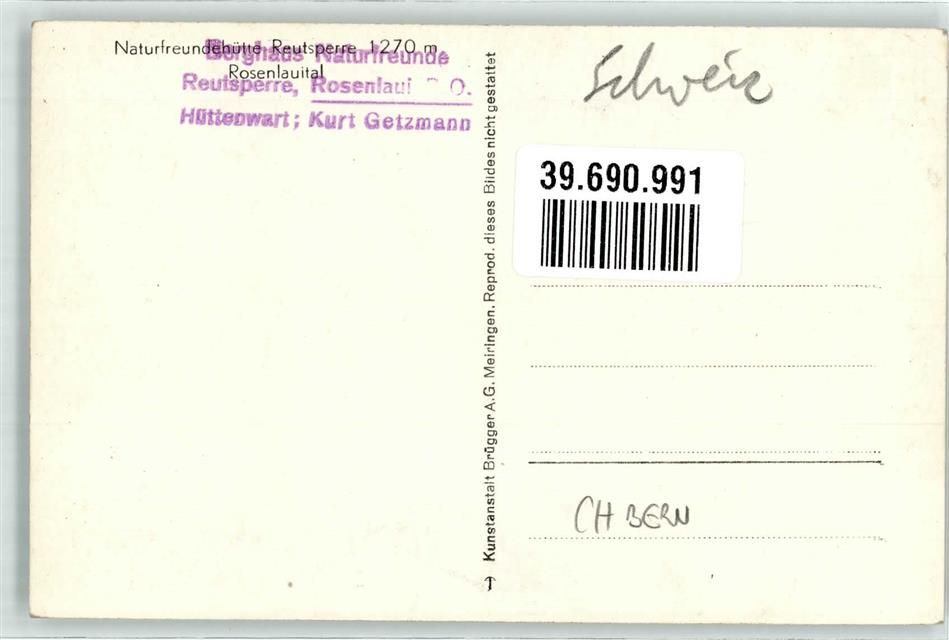 Naturfreundehütte Reutsperre 1270 m
Rosenlauital
Berghaus Naturfreunde
Reutsperre, Rosenlaui O.
Hüttenwart; Kurt Getzmann
Kunstanstalt Brügger A.G. Meiringen. Reprod. dieses Bildes nicht gestattet
Schweiz
39.690.991
CH BERN